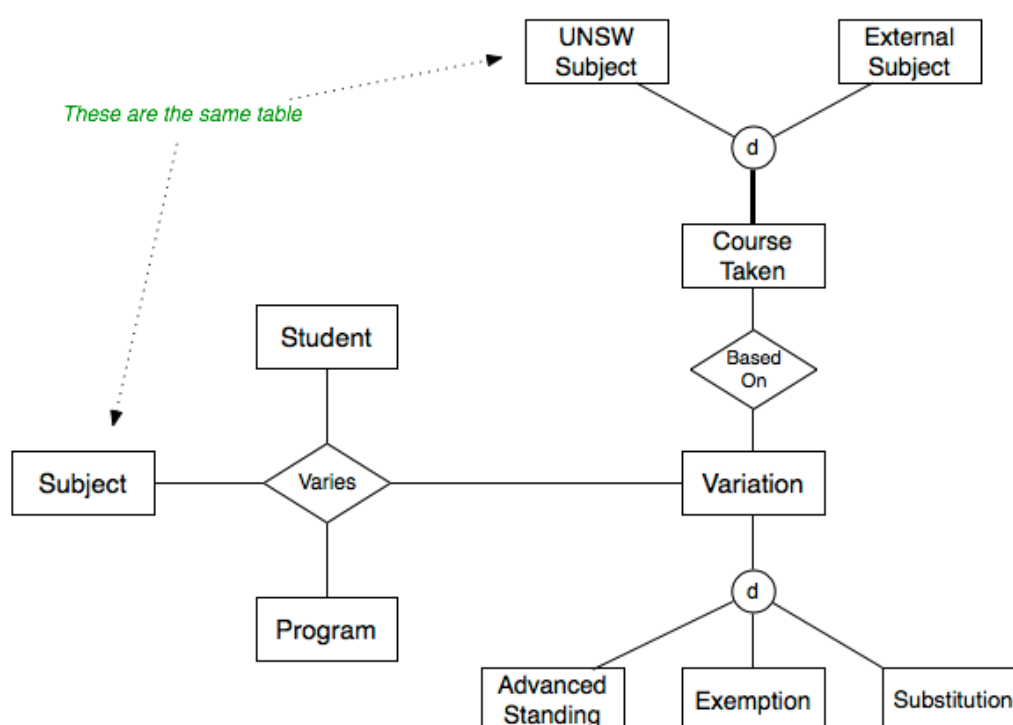 UNSW
Subject
External
Subject
These are the same table
d
Course
Taken
Student
Based
On
Subject
Varies
Variation
d
Program
Advanced
Standing
Exemption
Substitution